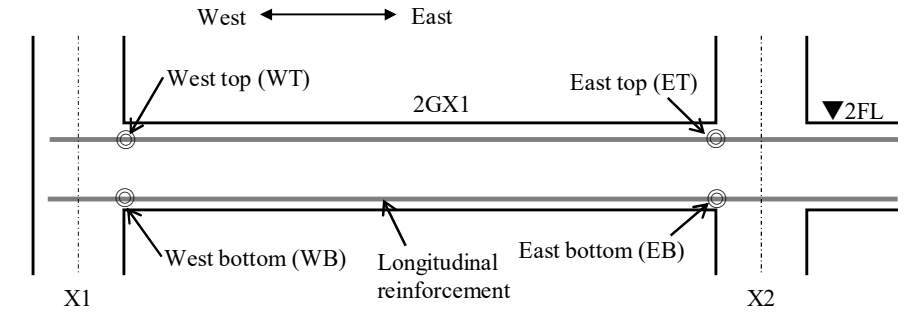 West East
West top (WT)
East top (ET)
2GX1
▼2FL
West bottom (WB)
Longitudinal
reinforcement
East bottom (EB)
X1
X2